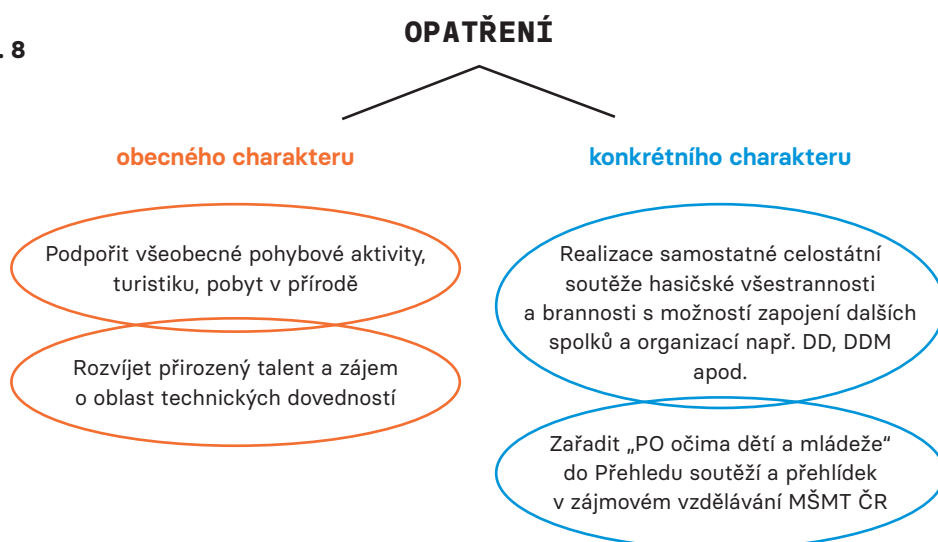 . 8
OPATŘENÍ
obecného charakteru
Podpořit všeobecné pohybové aktivity,
turistiku, pobyt v přírodě
Rozvíjet přirozený talent a zájem
o oblast technických dovedností
konkrétního charakteru
Realizace samostatné celostátní
soutěže hasičské všestrannosti
a brannosti s možností zapojení dalších
spolků a organizací např. DD, DDM
apod.
Zařadit „PO očima dětí a mládeže“
do Přehledu soutěží a přehlídek
v zájmovém vzdělávání MŠMT ČR